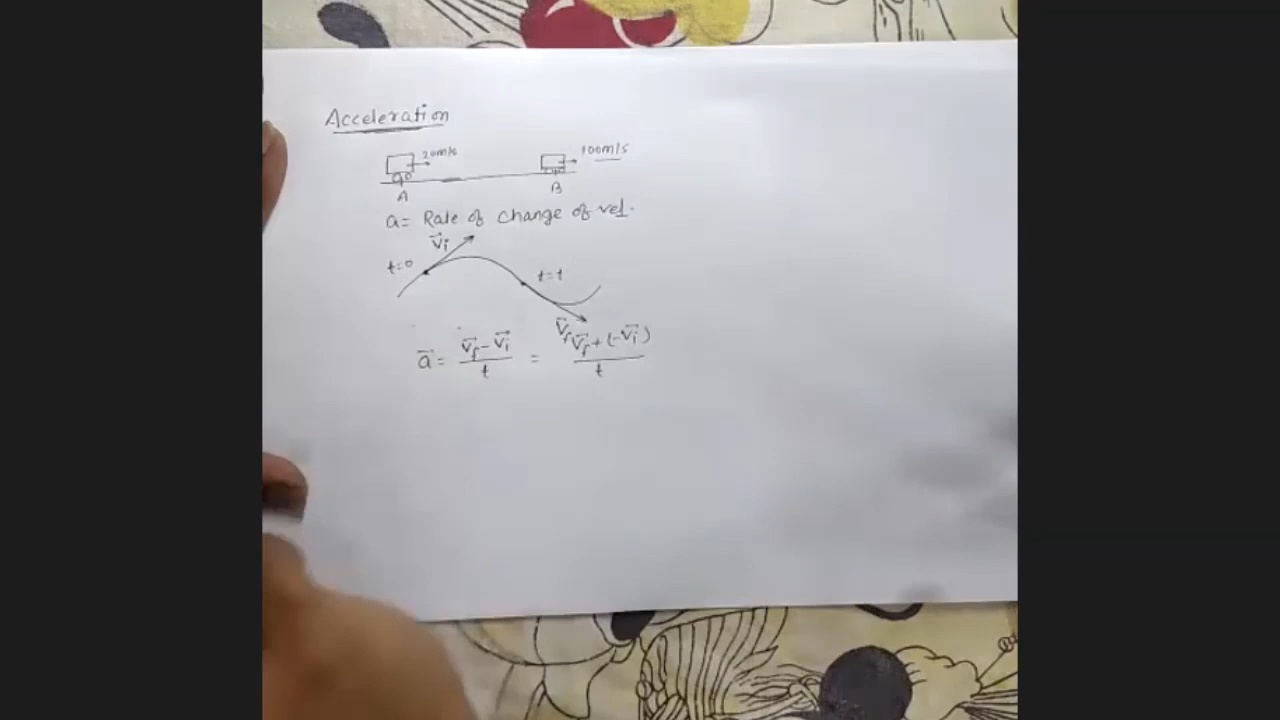 Acceleration
20m/s 100m/s
A B
a = Rate of change of vel.
v⃗i
t=0 t=t
v⃗f
a⃗ = (v⃗f - v⃗i)/t = (v⃗f + (-v⃗i))/t